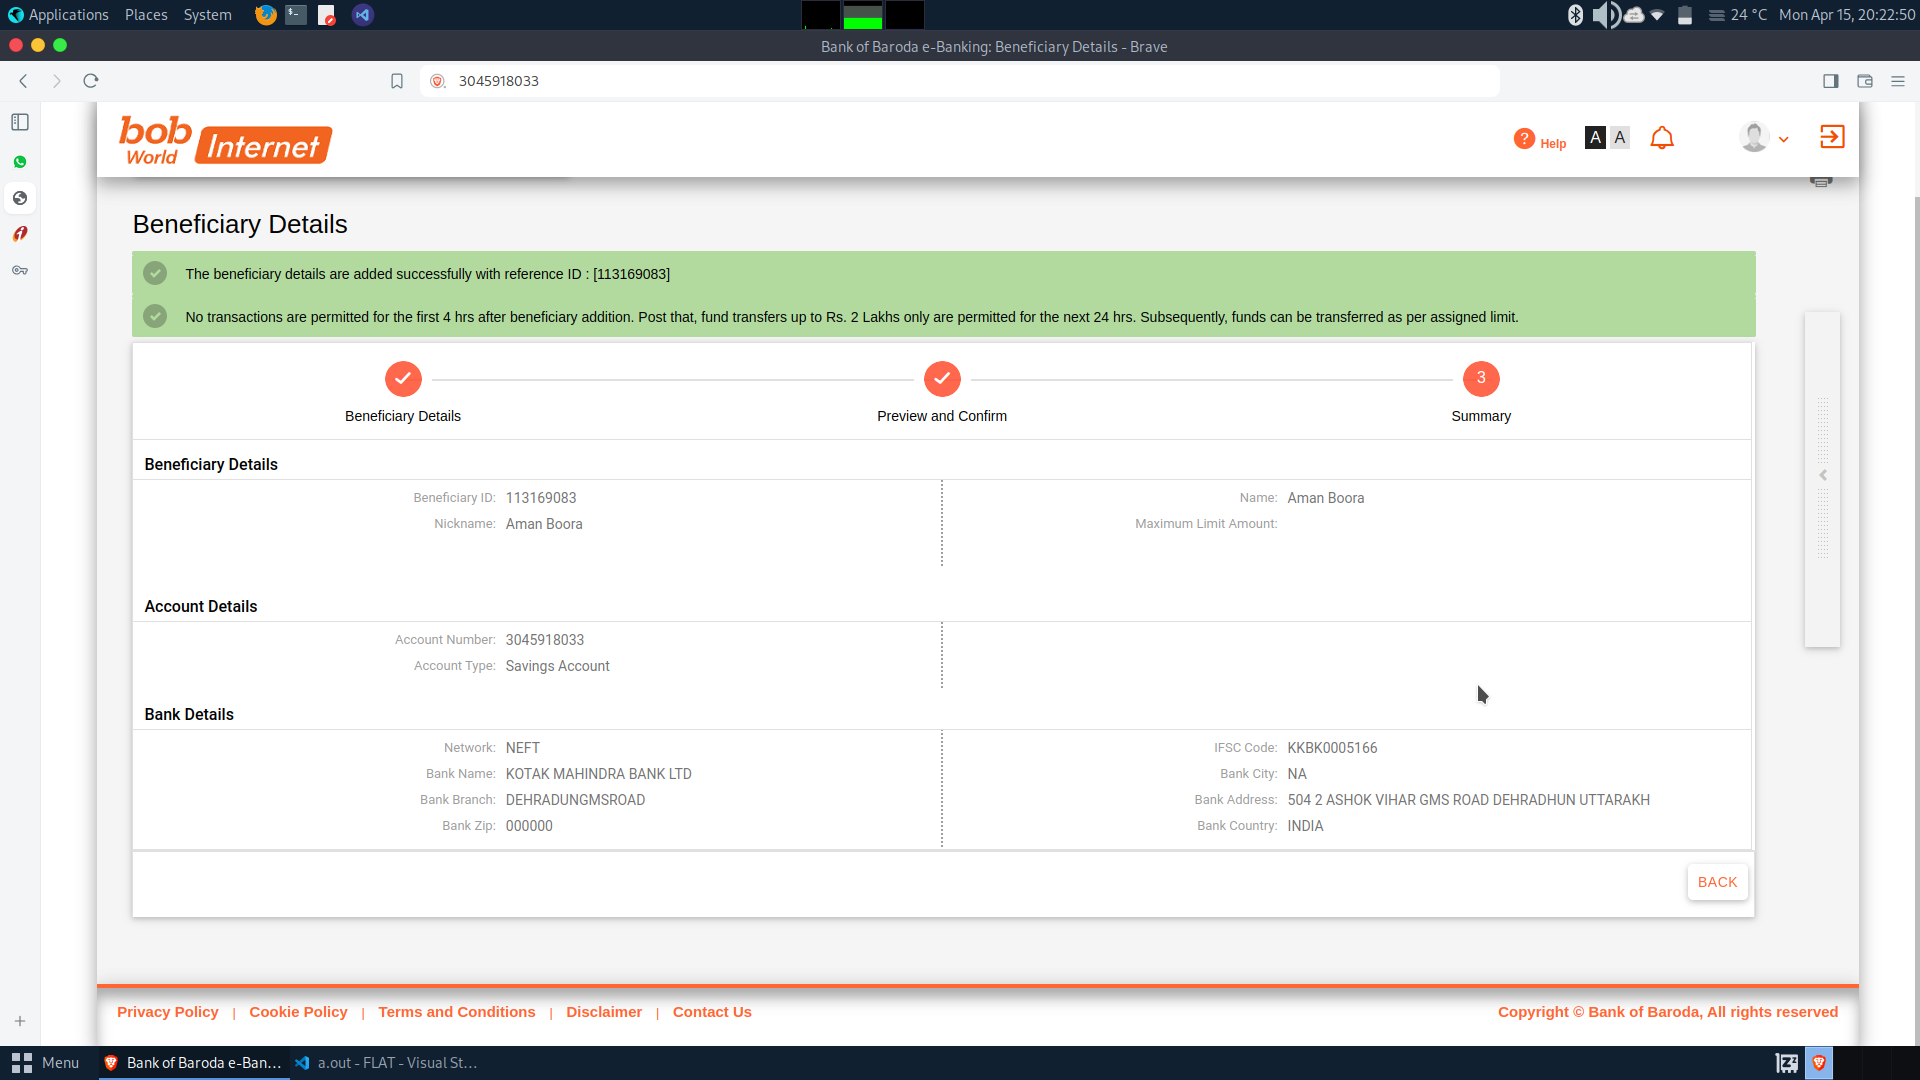 Applications Places System
24 °C Mon Apr 15, 20:22:50
Bank of Baroda e-Banking: Beneficiary Details - Brave
3045918033
bob
World Internet
? Help A A
Beneficiary Details
The beneficiary details are added successfully with reference ID : [113169083]
No transactions are permitted for the first 4 hrs after beneficiary addition. Post that, fund transfers up to Rs. 2 Lakhs only are permitted for the next 24 hrs. Subsequently, funds can be transferred as per assigned limit.
3
Beneficiary Details Preview and Confirm Summary
Beneficiary Details
Beneficiary ID: 113169083 Name: Aman Boora
Nickname: Aman Boora Maximum Limit Amount:
Account Details
Account Number: 3045918033
Account Type: Savings Account
Bank Details
Network: NEFT IFSC Code: KKBK0005166
Bank Name: KOTAK MAHINDRA BANK LTD Bank City: NA
Bank Branch: DEHRADUNGMSROAD Bank Address: 504 2 ASHOK VIHAR GMS ROAD DEHRADHUN UTTARAKH
Bank Zip: 000000 Bank Country: INDIA
BACK
Privacy Policy | Cookie Policy | Terms and Conditions | Disclaimer | Contact Us Copyright © Bank of Baroda, All rights reserved
Menu Bank of Baroda e-Ban... a.out - FLAT - Visual St...